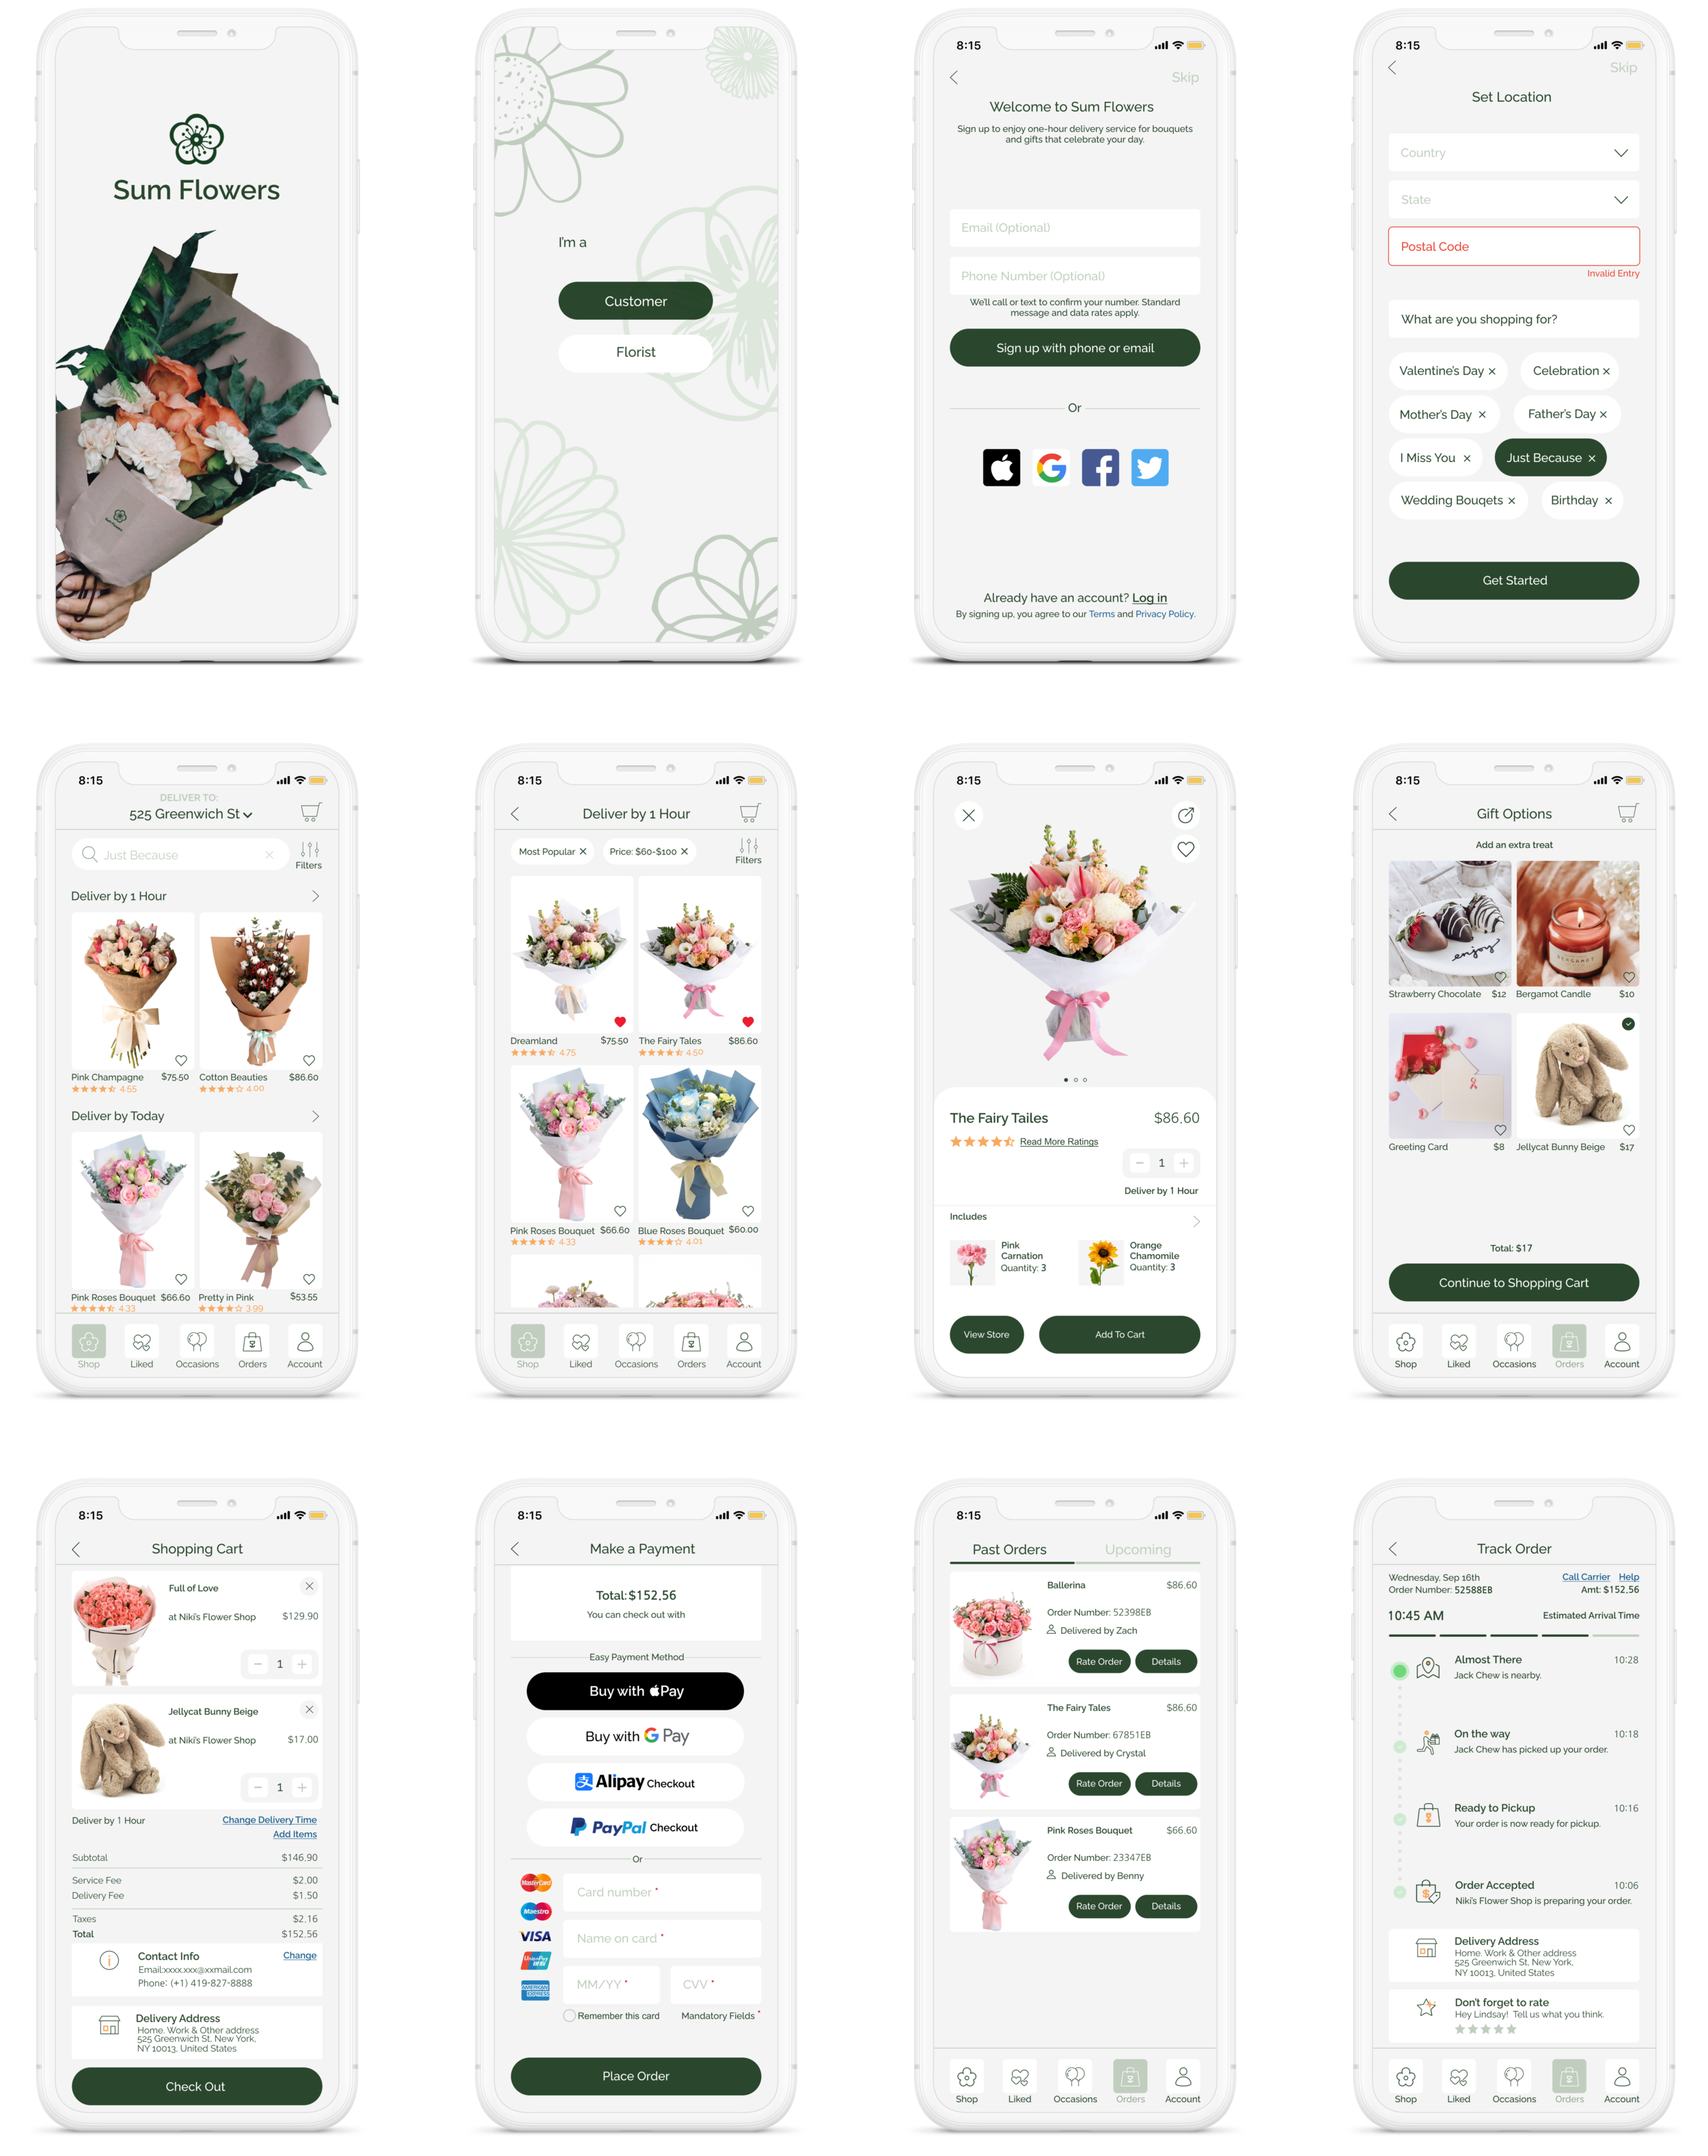 Sum Flowers
Sum Flowers
I'm a
Customer
Florist
8:15
Skip
Welcome to Sum Flowers
Sign up to enjoy one-hour delivery service for bouquets
and gifts that celebrate your day.
Email (Optional)
Phone Number (Optional)
We'll call or text to confirm your number. Standard
message and data rates apply.
Sign up with phone or email
Or
Already have an account? Log in
By signing up, you agree to our Terms and Privacy Policy.
8:15
Skip
Set Location
Country
State
Postal Code
Invalid Entry
What are you shopping for?
Valentine's Day × Celebration ×
Mother's Day × Father's Day ×
I Miss You × Just Because ×
Wedding Bouqets × Birthday ×
Get Started
8:15
DELIVER TO:
525 Greenwich St
Just Because ×
Filters
Deliver by 1 Hour
Pink Champagne $75.50 Cotton Beauties $86.60
4.55 4.00
Deliver by Today
Pink Roses Bouquet $66.60 Pretty in Pink $53.55
4.33 3.99
Shop Liked Occasions Orders Account
8:15
Deliver by 1 Hour
Most Popular × Price: $60-$100 ×
Filters
Dreamland $75.50 The Fairy Tales $86.60
4.75 4.50
Pink Roses Bouquet $66.60 Blue Roses Bouquet $60.00
4.33 4.01
Shop Liked Occasions Orders Account
8:15
The Fairy Tailes $86.60
Read More Ratings
− 1 +
Deliver by 1 Hour
Includes
Pink
Carnation
Quantity: 3
Orange
Chamomile
Quantity: 3
View Store
Add To Cart
8:15
Gift Options
Add an extra treat
enjoy
BERGAMOT
Strawberry Chocolate $12 Bergamot Candle $10
Greeting Card $8 Jellycat Bunny Beige $17
Total: $17
Continue to Shopping Cart
Shop Liked Occasions Orders Account
8:15
Shopping Cart
Full of Love
at Niki's Flower Shop $129.90
− 1 +
Jellycat Bunny Beige
at Niki's Flower Shop $17.00
− 1 +
Deliver by 1 Hour Change Delivery Time
Add Items
Subtotal $146.90
Service Fee $2.00
Delivery Fee $1.50
Taxes $2.16
Total $152.56
Contact Info Change
Email:xxxx.xxx@xxmail.com
Phone: (+1) 419-827-8888
Delivery Address
Home. Work & Other address
525 Greenwich St, New York,
NY 10013, United States
Check Out
8:15
Make a Payment
Total:$152.56
You can check out with
Easy Payment Method
Buy with Pay
Buy with G Pay
Alipay Checkout
PayPal Checkout
Or
MasterCard
Maestro
VISA
UnionPay
AMERICAN EXPRESS
Card number *
Name on card *
MM/YY * CVV *
Remember this card Mandatory Fields *
Place Order
8:15
Past Orders Upcoming
Ballerina $86.60
Order Number: 52398EB
Delivered by Zach
Rate Order Details
The Fairy Tales $86.60
Order Number: 67851EB
Delivered by Crystal
Rate Order Details
Pink Roses Bouquet $66.60
Order Number: 23347EB
Delivered by Benny
Rate Order Details
Shop Liked Occasions Orders Account
Track Order
Wednesday, Sep 16th Call Carrier Help
Order Number: 52588EB Amt: $152.56
10:45 AM Estimated Arrival Time
Almost There 10:28
Jack Chew is nearby.
On the way 10:18
Jack Chew has picked up your order.
Ready to Pickup 10:16
Your order is now ready for pickup.
Order Accepted 10:06
Niki's Flower Shop is preparing your order.
Delivery Address
Home. Work & Other address
525 Greenwich St, New York,
NY 10013, United States
Don't forget to rate
Hey Lindsay! Tell us what you think.
Shop Liked Occasions Orders Account